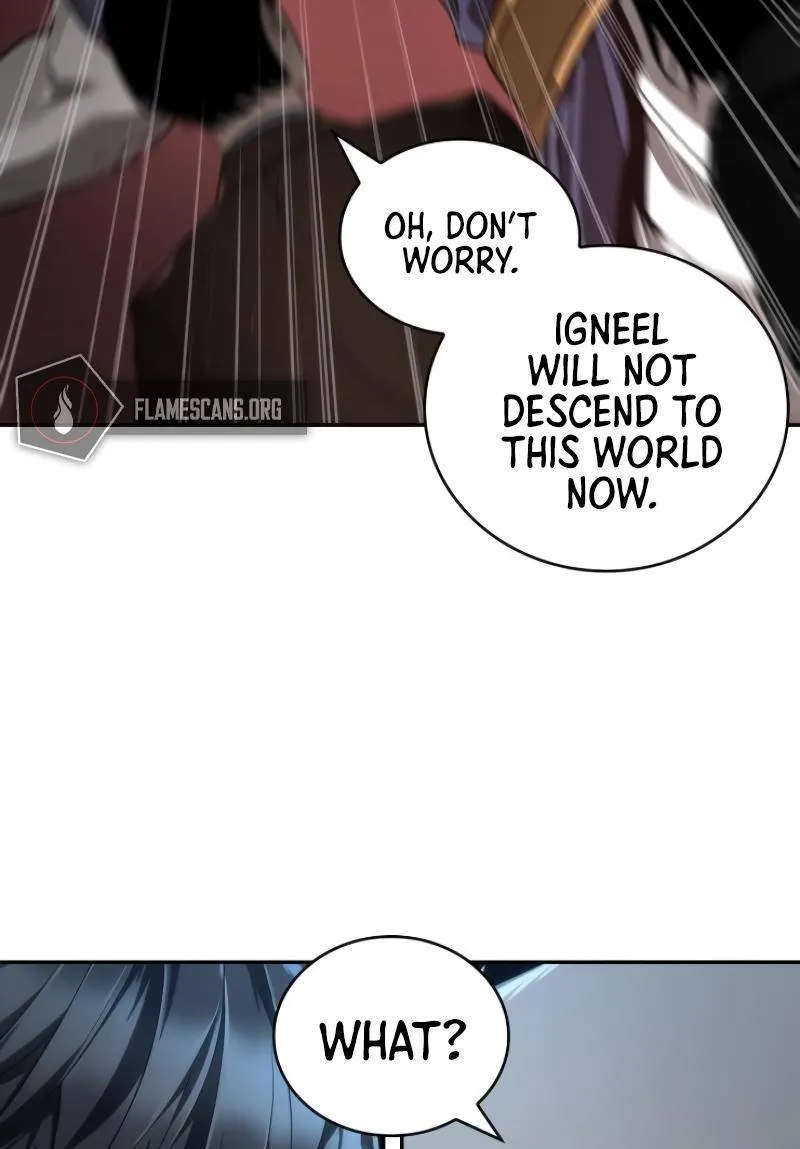 OH, DON'T
WORRY.
IGNEEL
WILL NOT
DESCEND TO
THIS WORLD
NOW.
FLAMESCANS.ORG
WHAT?